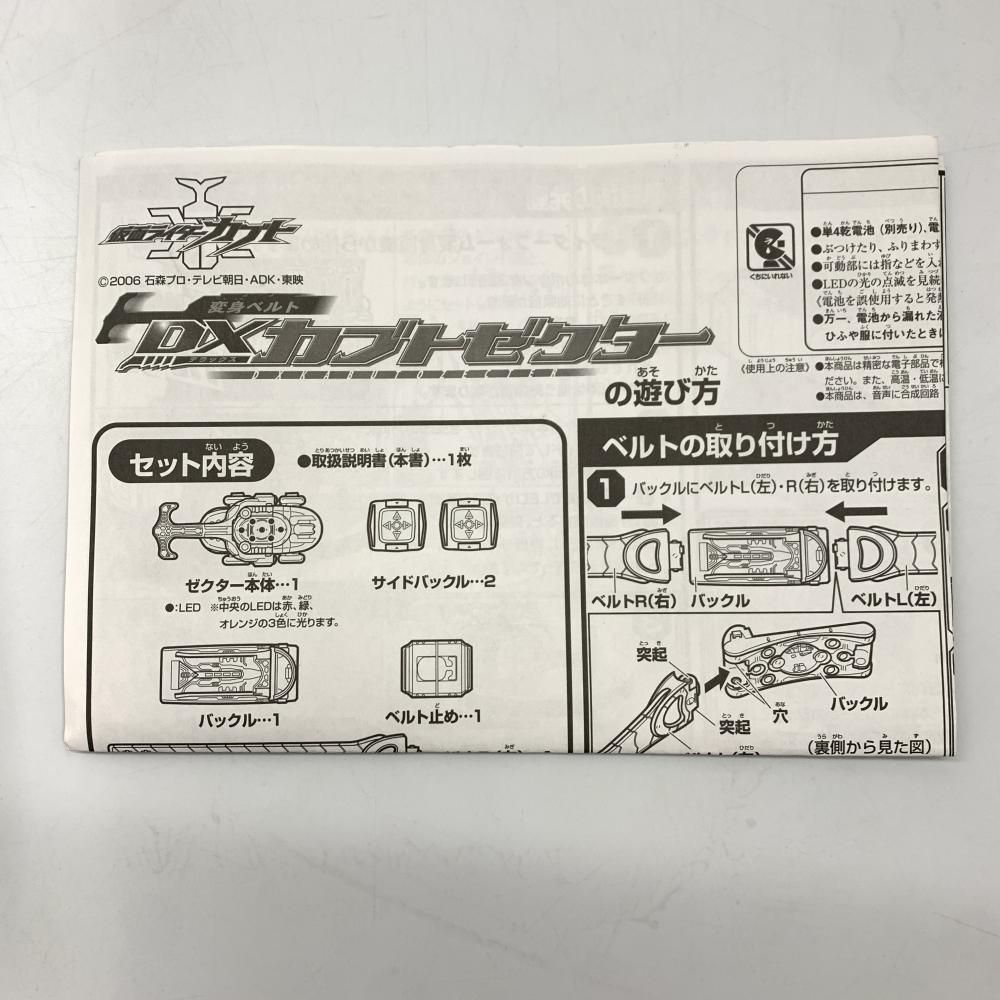 仮面ライダーカブト
©2006 石森プロ・テレビ朝日・ADK・東映
変身ベルト
DXカブトゼクター
デラックス
の遊び方
くちにいれない
●単4乾電池(別売り)、電
●ぶつけたり、ふりまわす
●可動部には指などを入
●LEDの光の点滅を見続
《電池を誤使用すると発
●万一、電池から漏れた
ひふや服に付いたときに
《使用上の注意》
●本商品は精密な電子部品で
ださい。また、高温・低温
●本商品は、音声に合成回路
セット内容
●取扱説明書(本書)…1枚
ゼクター本体…1
●:LED ※中央のLEDは赤、緑、
オレンジの3色に光ります。
サイドバックル…2
バックル…1
ベルト止め…1
ベルトの取り付け方
1 バックルにベルトL(左)・R(右)を取り付けます。
ベルトR(右)
バックル
ベルトL(左)
突起
突起
穴
バックル
(裏側から見た図)